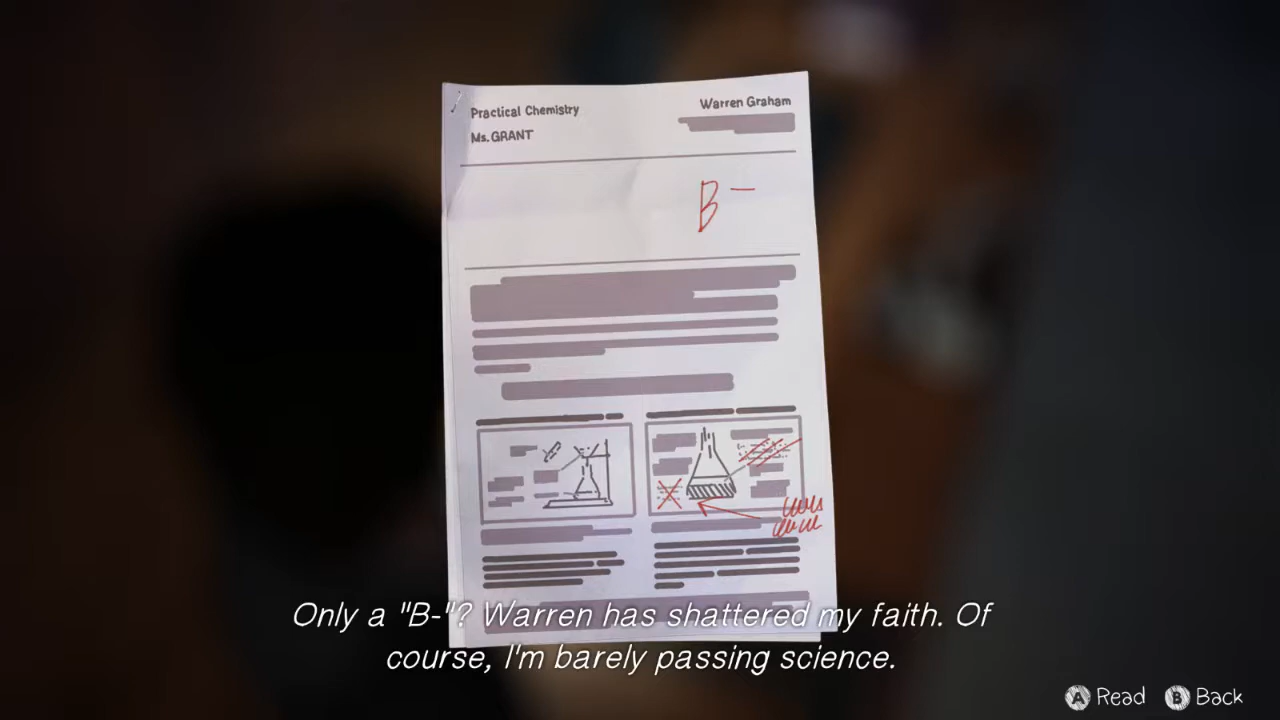 Practical Chemistry
Warren Graham
Ms. GRANT
B-
Only a "B-"? Warren has shattered my faith. Of
course, I'm barely passing science.
A Read B Back